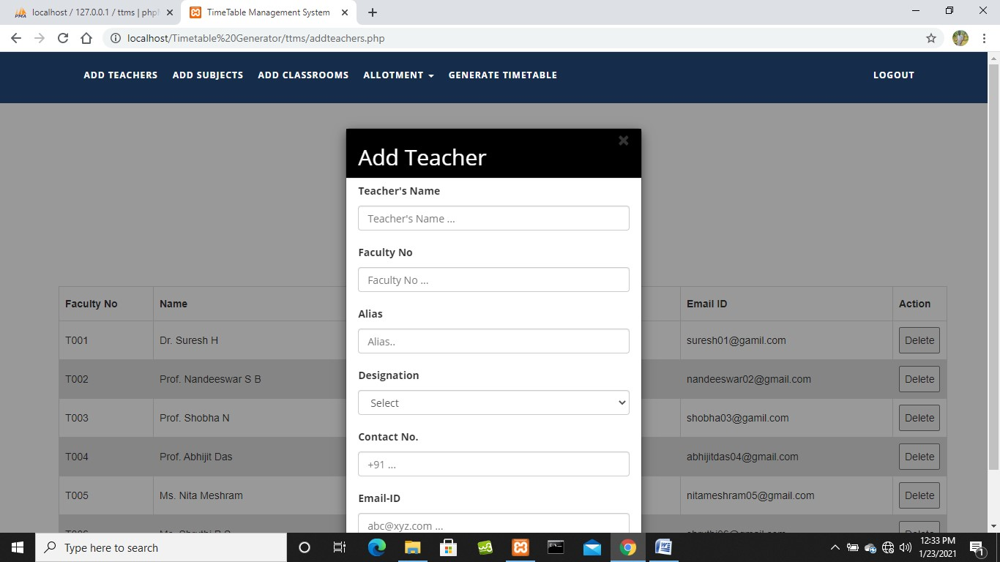 localhost / 127.0.0.1 / ttms | php
TimeTable Management System
localhost/Timetable%20Generator/ttms/addteachers.php
ADD TEACHERS ADD SUBJECTS ADD CLASSROOMS ALLOTMENT GENERATE TIMETABLE LOGOUT
Add Teacher
Teacher's Name
Teacher's Name ...
Faculty No
Faculty No ...
Alias
Alias..
Designation
Select
Contact No.
+91 ...
Email-ID
abc@xyz.com ...
Faculty No Name Email ID Action
T001 Dr. Suresh H suresh01@gamil.com Delete
T002 Prof. Nandeeswar S B nandeeswar02@gmail.com Delete
T003 Prof. Shobha N shobha03@gamil.com Delete
T004 Prof. Abhijit Das abhijitdas04@gmail.com Delete
T005 Ms. Nita Meshram nitameshram05@gmail.com Delete
Type here to search
12:33 PM
1/23/2021
1